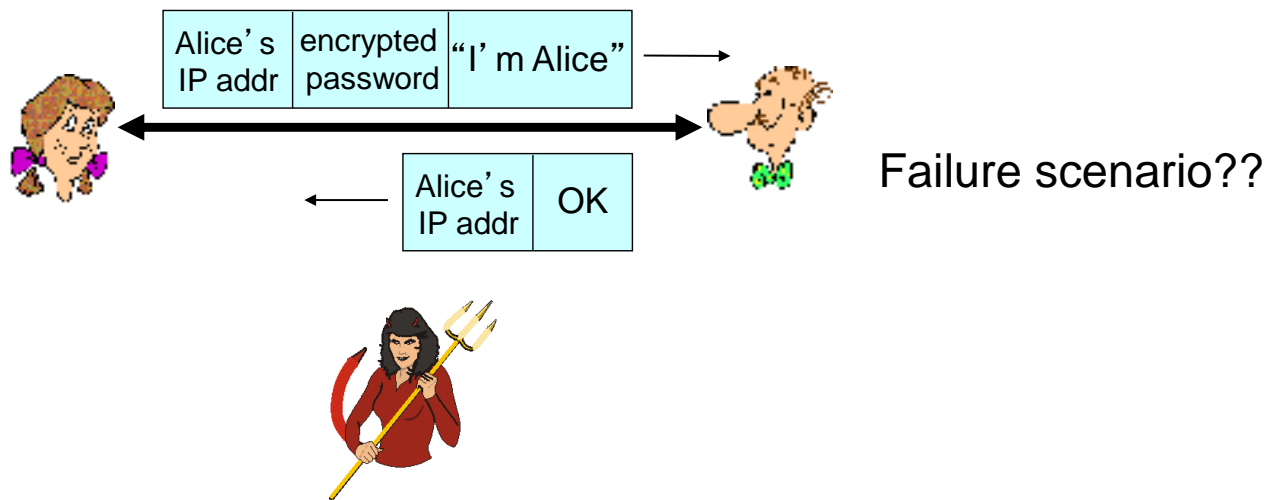 Alice’s
IP addr
encrypted
password
“I’m Alice”
Failure scenario??
Alice’s
IP addr
OK